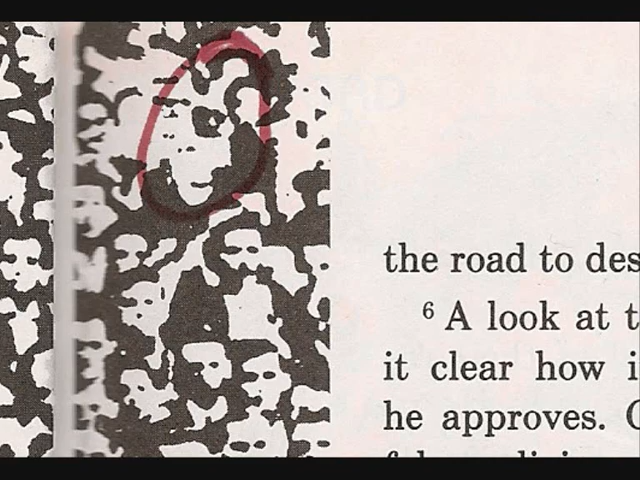 the road to des
6 A look at t
it clear how i
he approves.